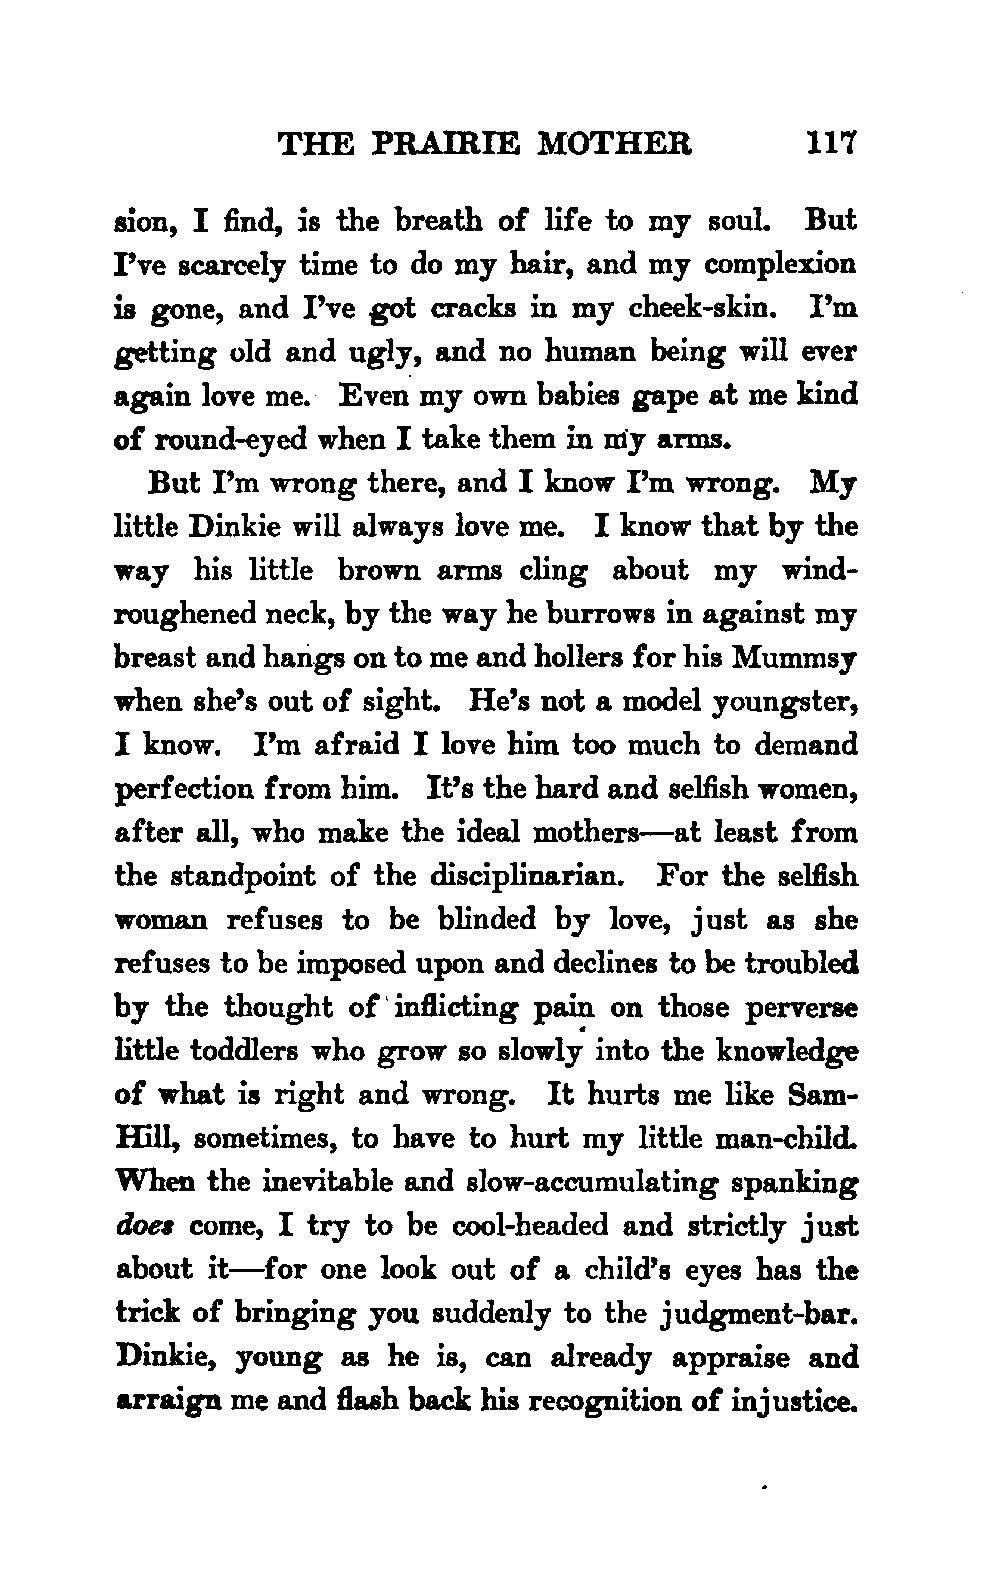 THE PRAIRIE MOTHER 117
sion, I find, is the breath of life to my soul. But
I've scarcely time to do my hair, and my complexion
is gone, and I've got cracks in my cheek-skin. I'm
getting old and ugly, and no human being will ever
again love me. Even my own babies gape at me kind
of round-eyed when I take them in my arms.
But I'm wrong there, and I know I'm wrong. My
little Dinkie will always love me. I know that by the
way his little brown arms cling about my wind-
roughened neck, by the way he burrows in against my
breast and hangs on to me and hollers for his Mummsy
when she's out of sight. He's not a model youngster,
I know. I'm afraid I love him too much to demand
perfection from him. It's the hard and selfish women,
after all, who make the ideal mothers—at least from
the standpoint of the disciplinarian. For the selfish
woman refuses to be blinded by love, just as she
refuses to be imposed upon and declines to be troubled
by the thought of inflicting pain on those perverse
little toddlers who grow so slowly into the knowledge
of what is right and wrong. It hurts me like Sam-
Hill, sometimes, to have to hurt my little man-child.
When the inevitable and slow-accumulating spanking
does come, I try to be cool-headed and strictly just
about it—for one look out of a child's eyes has the
trick of bringing you suddenly to the judgment-bar.
Dinkie, young as he is, can already appraise and
arraign me and flash back his recognition of injustice.